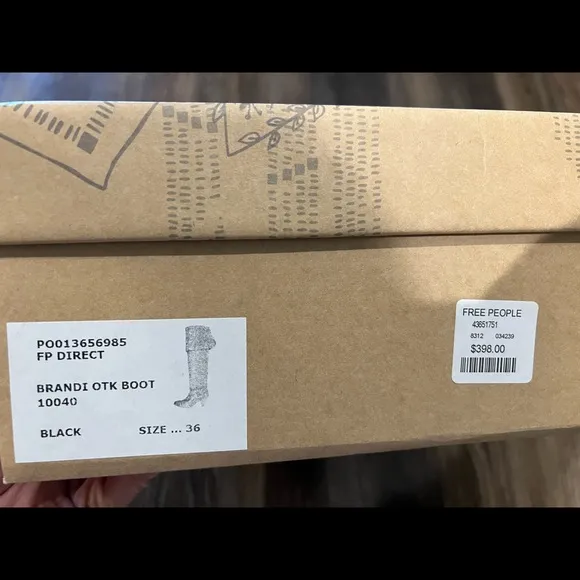 PO013656985
FP DIRECT
BRANDI OTK BOOT
10040
BLACK SIZE ... 36
FREE PEOPLE
43651751
8312 034239
$398.00